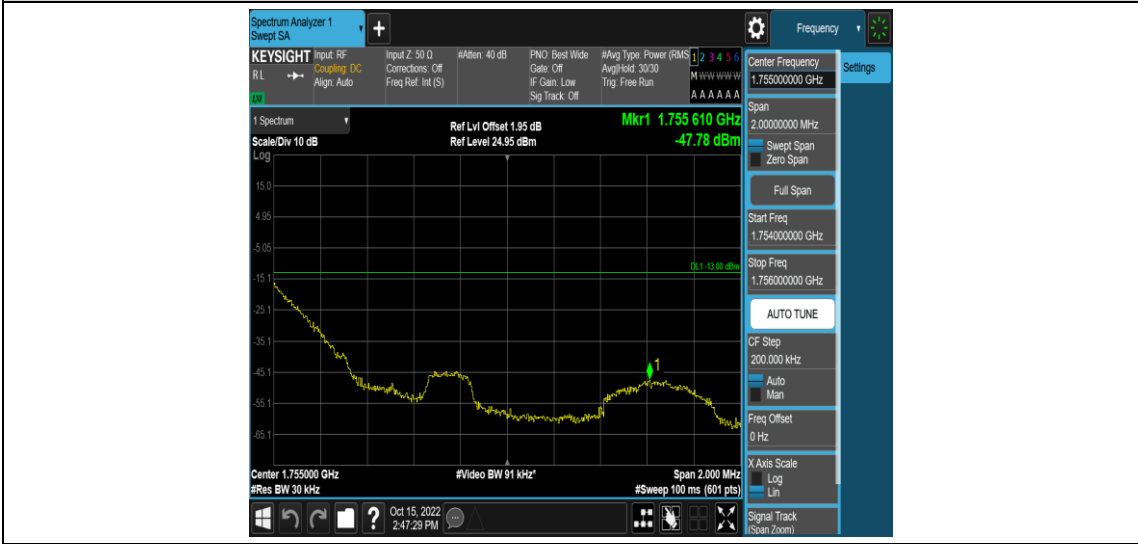 Spectrum Analyzer 1
Swept SA
Frequency
KEYSIGHT
RL
Input: RF
Coupling: DC
Align: Auto
Input Z: 50 Ω
Corrections: Off
Freq Ref: Int (S)
#Atten: 40 dB
PNO: Best Wide
Gate: Off
IF Gain: Low
Sig Track: Off
#Avg Type: Power (RMS
Avg|Hold: 30/30
Trig: Free Run
1 2 3 4 5 6
M W W W W W
A A A A A A
1 Spectrum
Scale/Div 10 dB
Log
Ref Lvl Offset 1.95 dB
Ref Level 24.95 dBm
Mkr1 1.755 610 GHz
-47.78 dBm
15.0
4.95
-5.05
-15.1
-25.1
-35.1
-45.1
-55.1
-65.1
DL1 -13.00 dBm
1
Center 1.755000 GHz
#Res BW 30 kHz
#Video BW 91 kHz*
Span 2.000 MHz
#Sweep 100 ms (601 pts)
Oct 15, 2022
2:47:29 PM
Center Frequency
1.755000000 GHz
Settings
Span
2.00000000 MHz
Swept Span
Zero Span
Full Span
Start Freq
1.754000000 GHz
Stop Freq
1.756000000 GHz
AUTO TUNE
CF Step
200.000 kHz
Auto
Man
Freq Offset
0 Hz
X Axis Scale
Log
Lin
Signal Track
(Span Zoom)